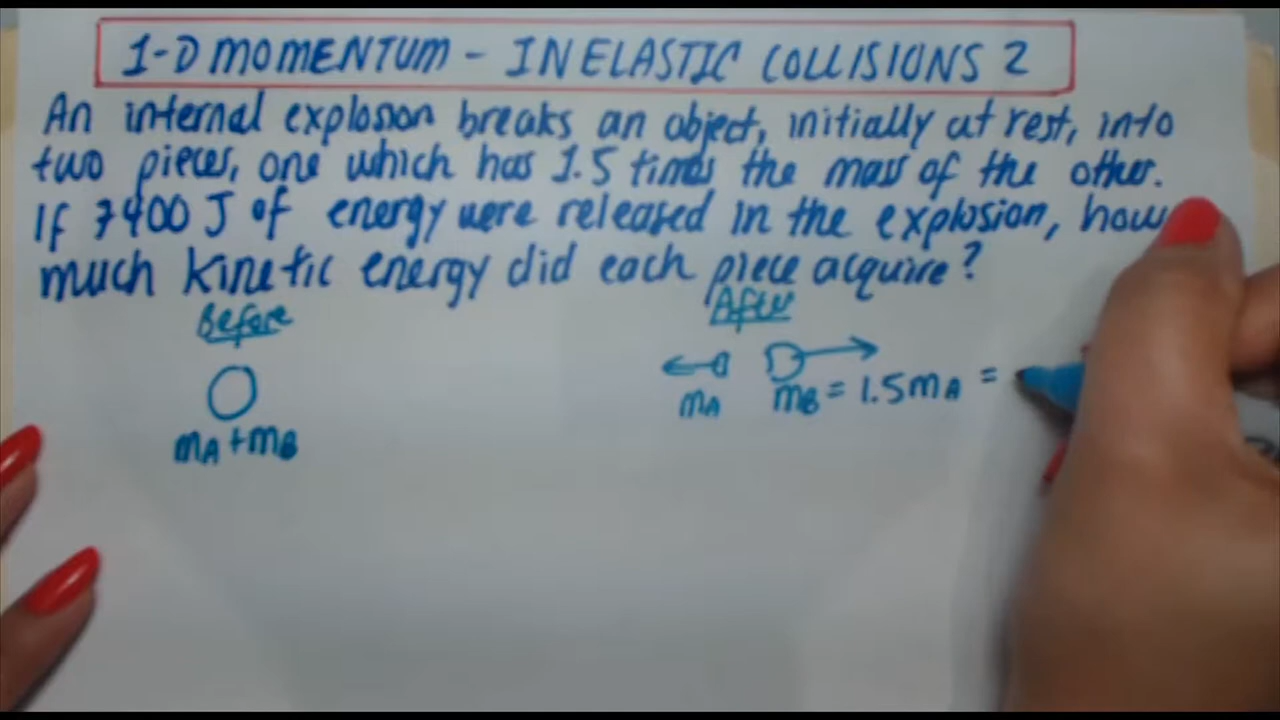 1-D MOMENTUM - INELASTIC COLLISIONS 2
An internal explosion breaks an object, initially at rest, into
two pieces, one which has 1.5 times the mass of the other.
If 7400 J of energy were released in the explosion, how
much kinetic energy did each piece acquire?
Before
After
mA
mB = 1.5mA =
mA + mB